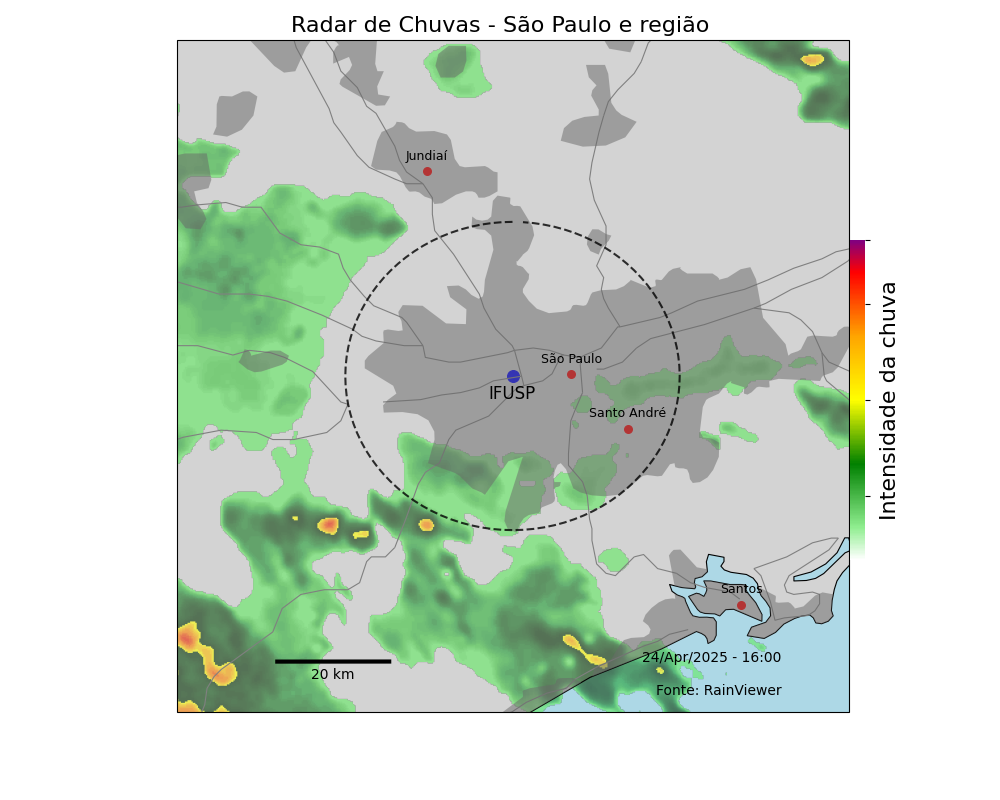 Radar de Chuvas - São Paulo e região
Jundiaí
São Paulo
IFUSP
Santo André
Intensidade da chuva
Santos
24/Apr/2025 - 16:00
20 km
Fonte: RainViewer